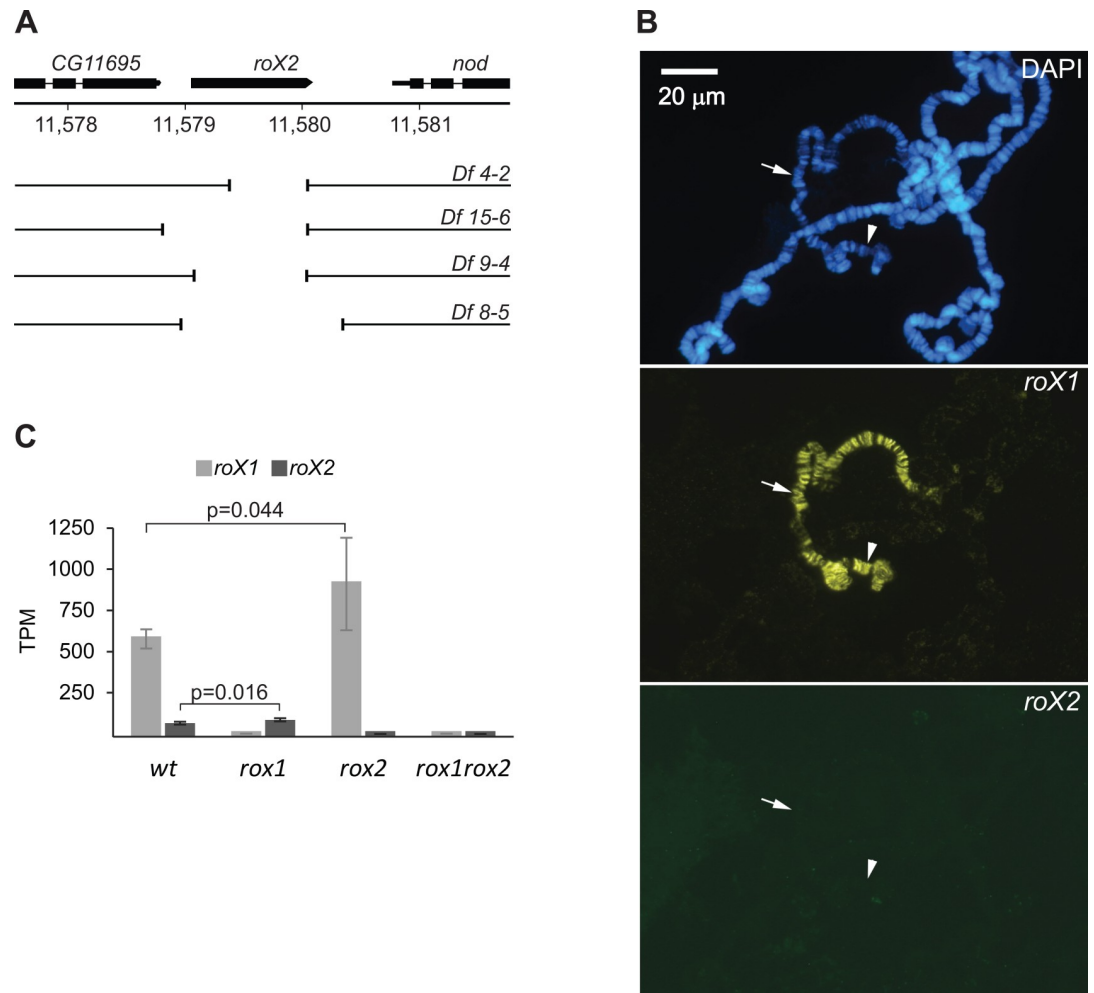 A
CG11695 roX2 nod
11,578 11,579 11,580 11,581
Df 4-2
Df 15-6
Df 9-4
Df 8-5
B
DAPI
20 μm
roX1
roX2
C
roX1 roX2
p=0.044
p=0.016
TPM
1250
1000
750
500
250
wt rox1 rox2 rox1rox2